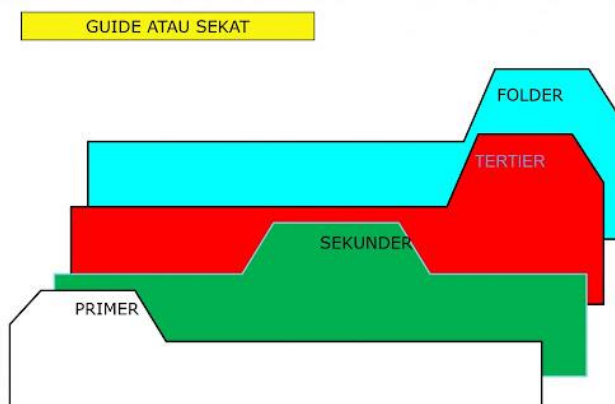 GUIDE ATAU SEKAT
FOLDER
TERTIER
SEKUNDER
PRIMER